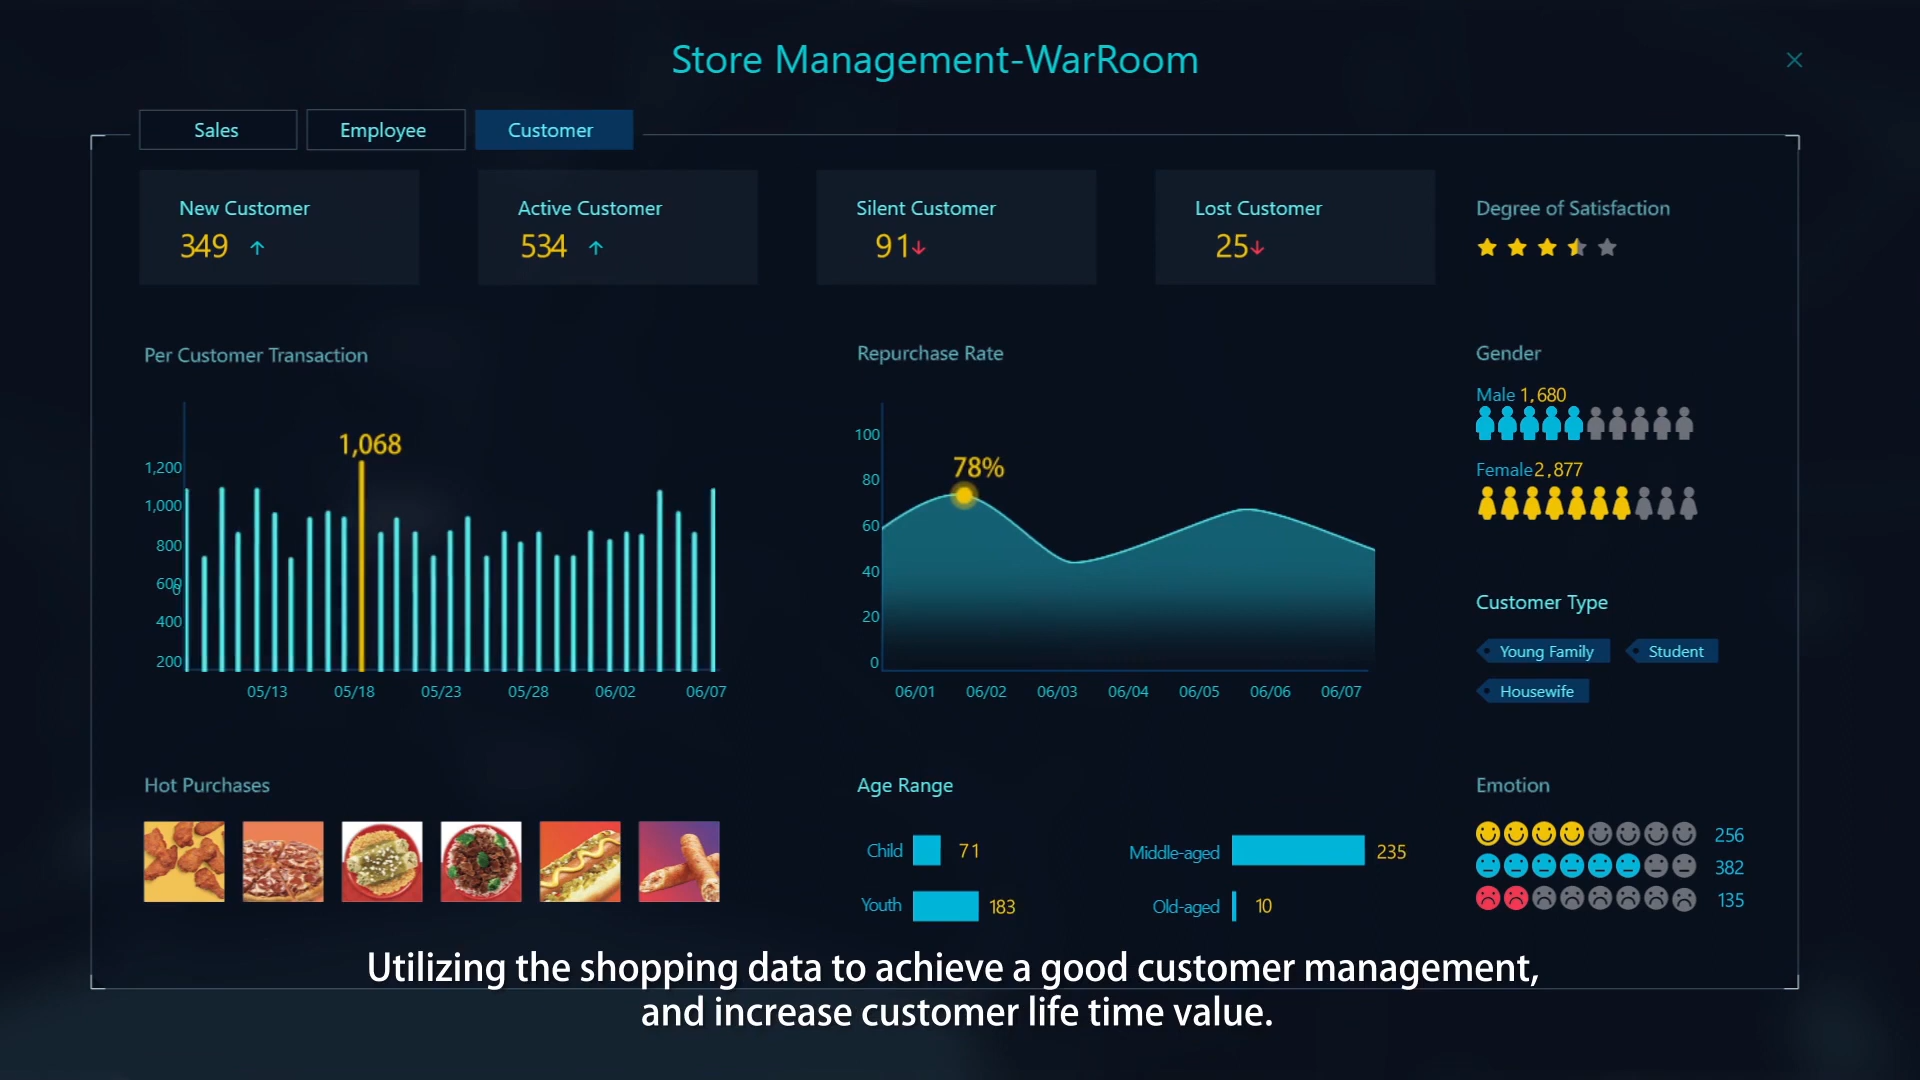 Store Management-WarRoom
Sales
Employee
Customer
New Customer
349
Active Customer
534
Silent Customer
91
Lost Customer
25
Degree of Satisfaction
Per Customer Transaction
1,068
1,200
1,000
800
600
0
400
200
05/13 05/18 05/23 05/28 06/02 06/07
Repurchase Rate
78%
100
80
60
40
20
0
06/01 06/02 06/03 06/04 06/05 06/06 06/07
Gender
Male 1,680
Female 2,877
Customer Type
Young Family
Student
Housewife
Hot Purchases
Age Range
Child 71
Middle-aged 235
Youth 183
Old-aged 10
Emotion
256
382
135
Utilizing the shopping data to achieve a good customer management,
and increase customer life time value.